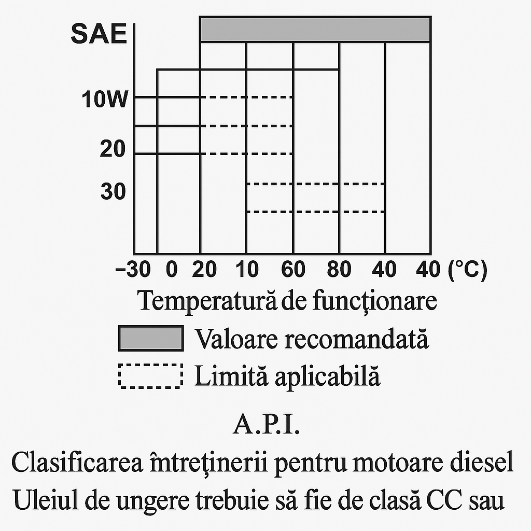 SAE
10W
20
30
−30 0 20 10 60 80 40 40 (°C)
Temperatură de funcționare
Valoare recomandată
Limită aplicabilă
A.P.I.
Clasificarea întreținerii pentru motoare diesel
Uleiul de ungere trebuie să fie de clasă CC sau